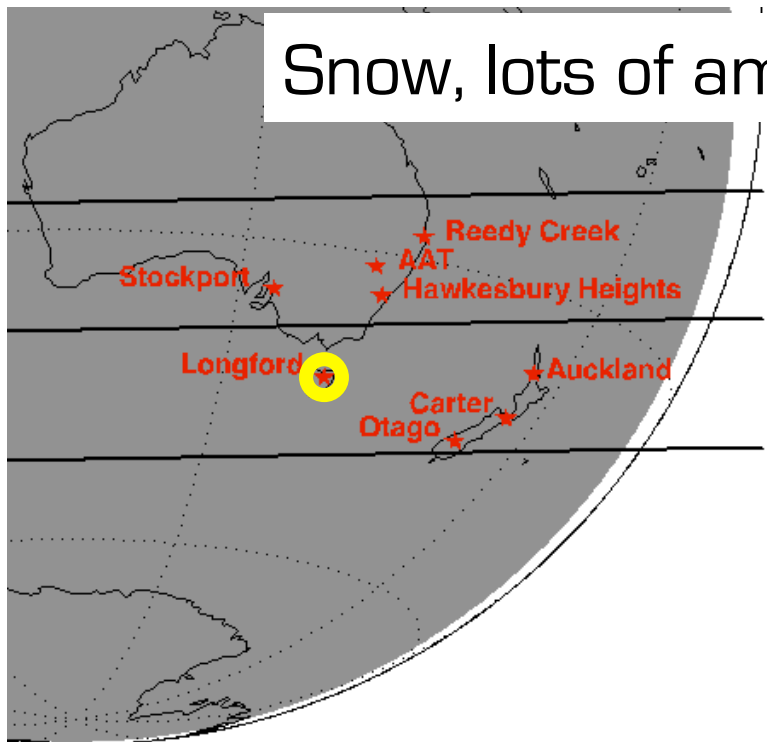 Snow, lots of am
Reedy Creek
AAT
Stockport
Hawkesbury Heights
Longford
Auckland
Carter
Otago